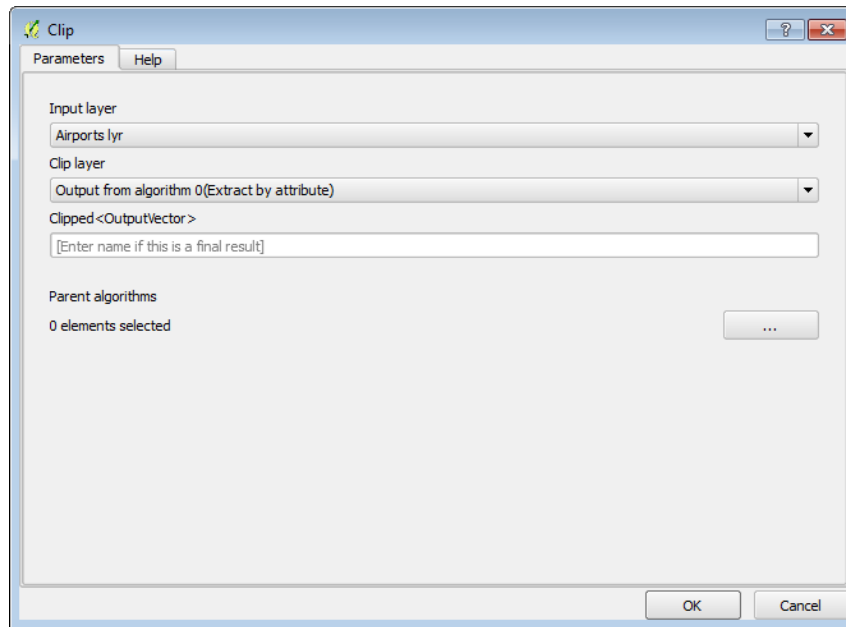 Clip
Parameters Help
Input layer
Airports lyr
Clip layer
Output from algorithm 0(Extract by attribute)
Clipped<OutputVector>
[Enter name if this is a final result]
Parent algorithms
0 elements selected ...
OK Cancel